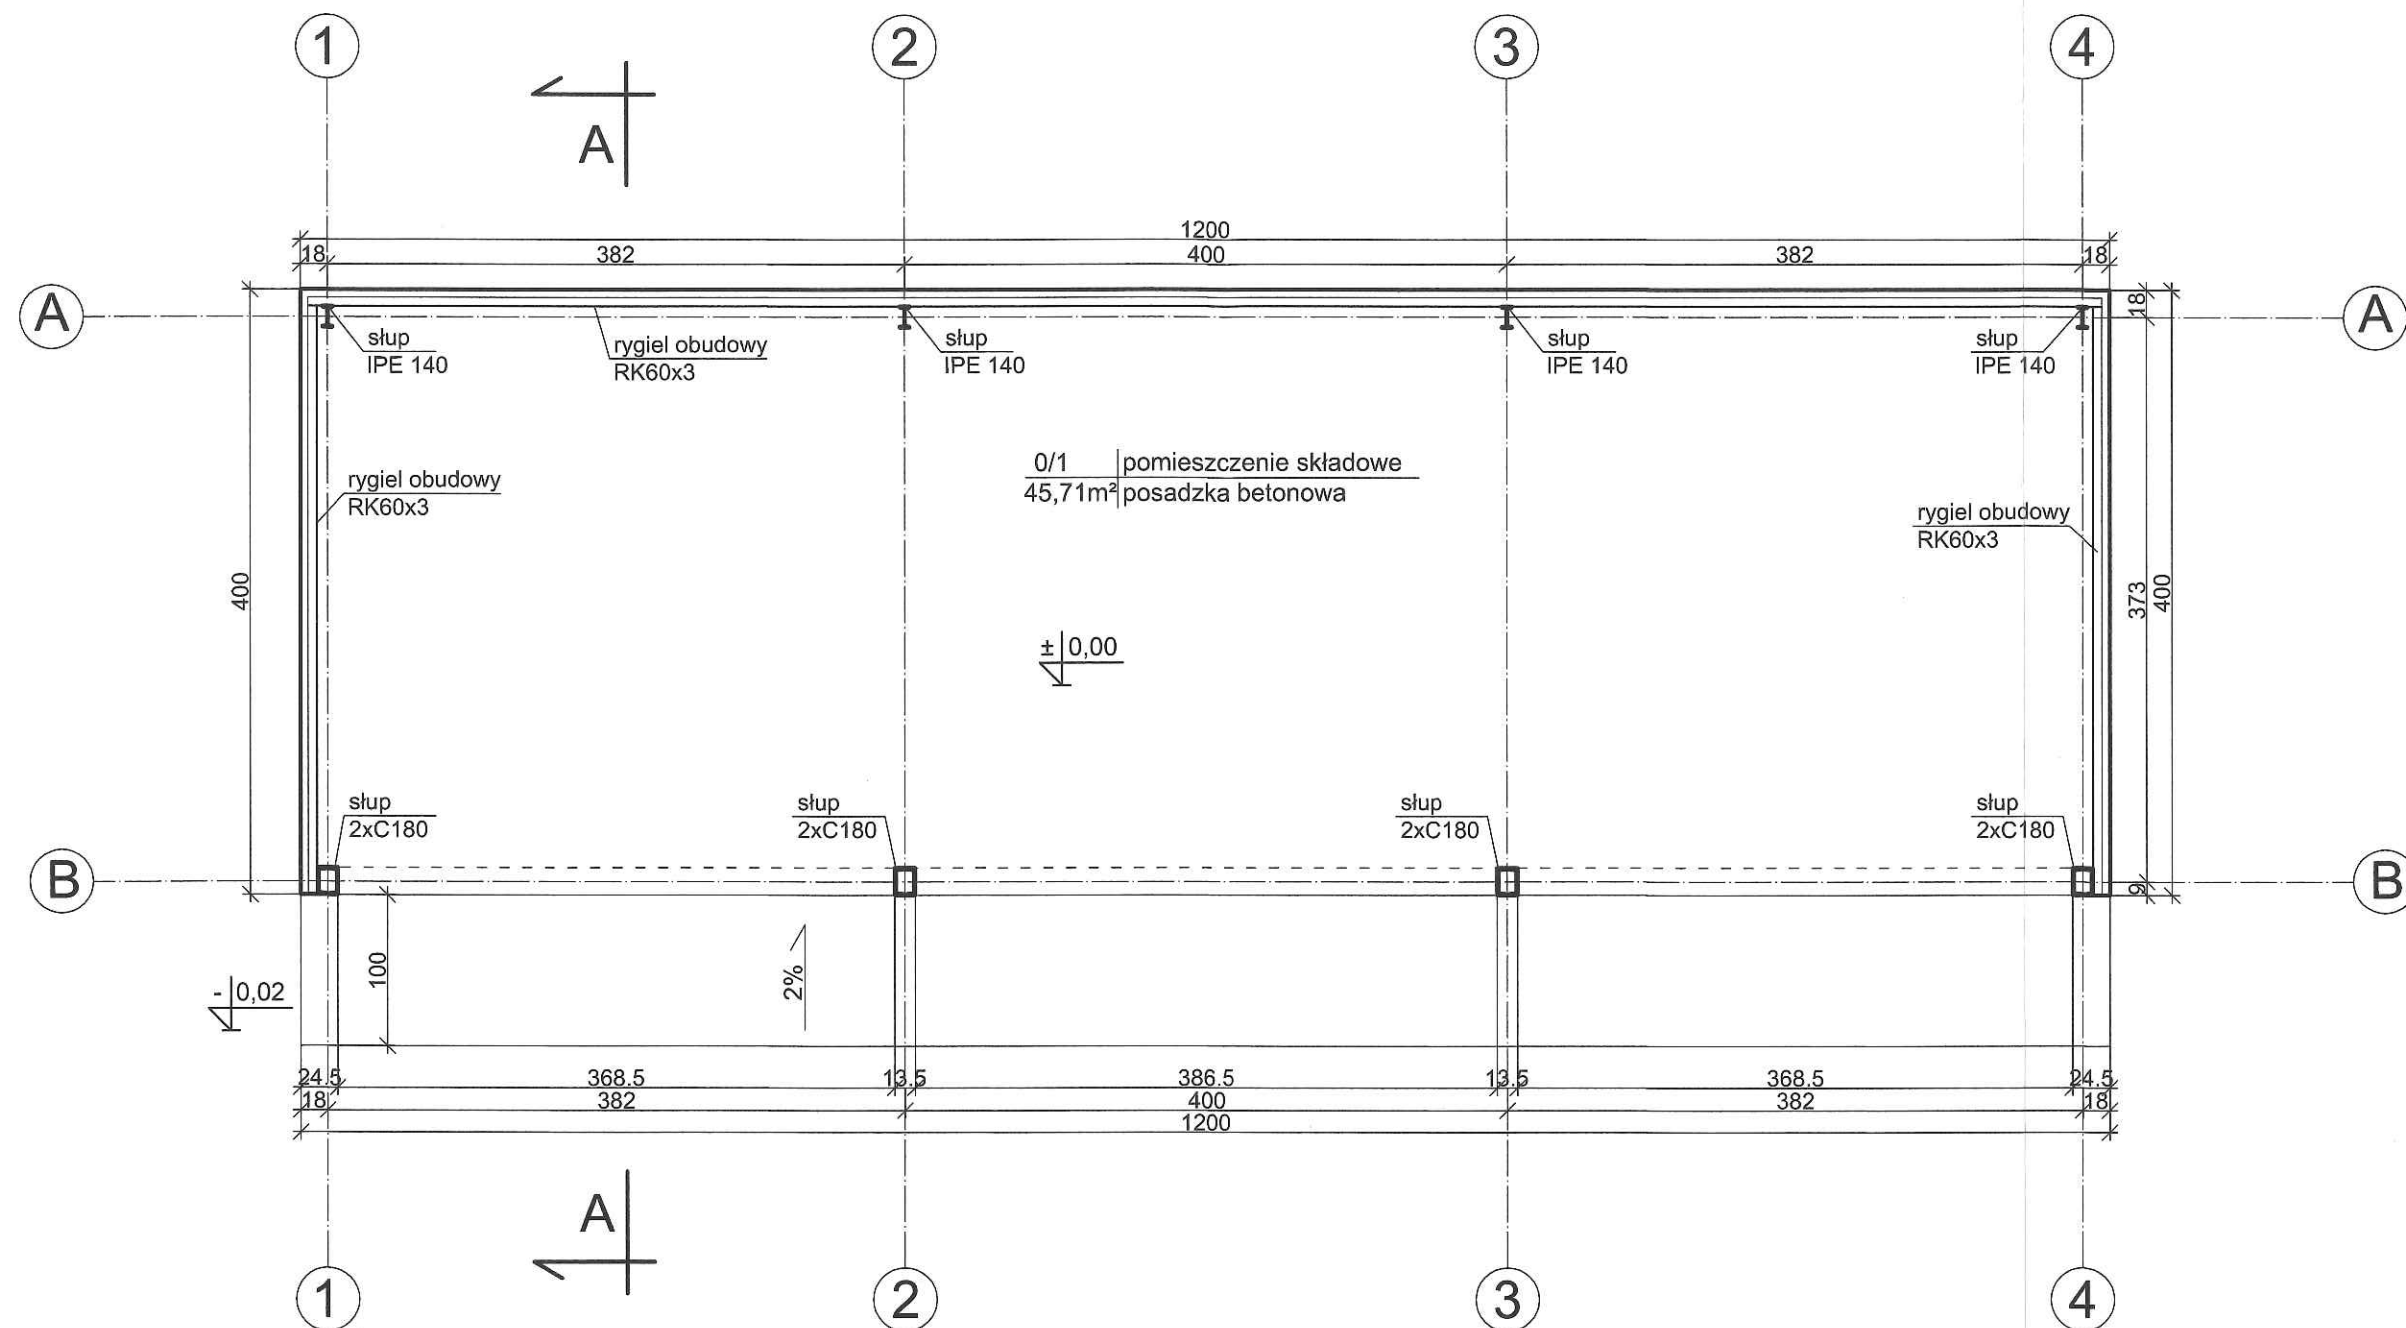 1 2 3 4
A
1200
18 382 400 382 18
A A
18
słup
IPE 140
rygiel obudowy
RK60x3
słup
IPE 140
słup
IPE 140
słup
IPE 140
0/1 pomieszczenie składowe
45,71m² posadzka betonowa
rygiel obudowy
RK60x3
rygiel obudowy
RK60x3
400
373
400
± 0,00
słup
2xC180
słup
2xC180
słup
2xC180
słup
2xC180
B B
9
100
2%
- 0,02
24.5 368.5 13.5 386.5 13.5 368.5 24.5
18 382 400 382 18
1200
A
1 2 3 4